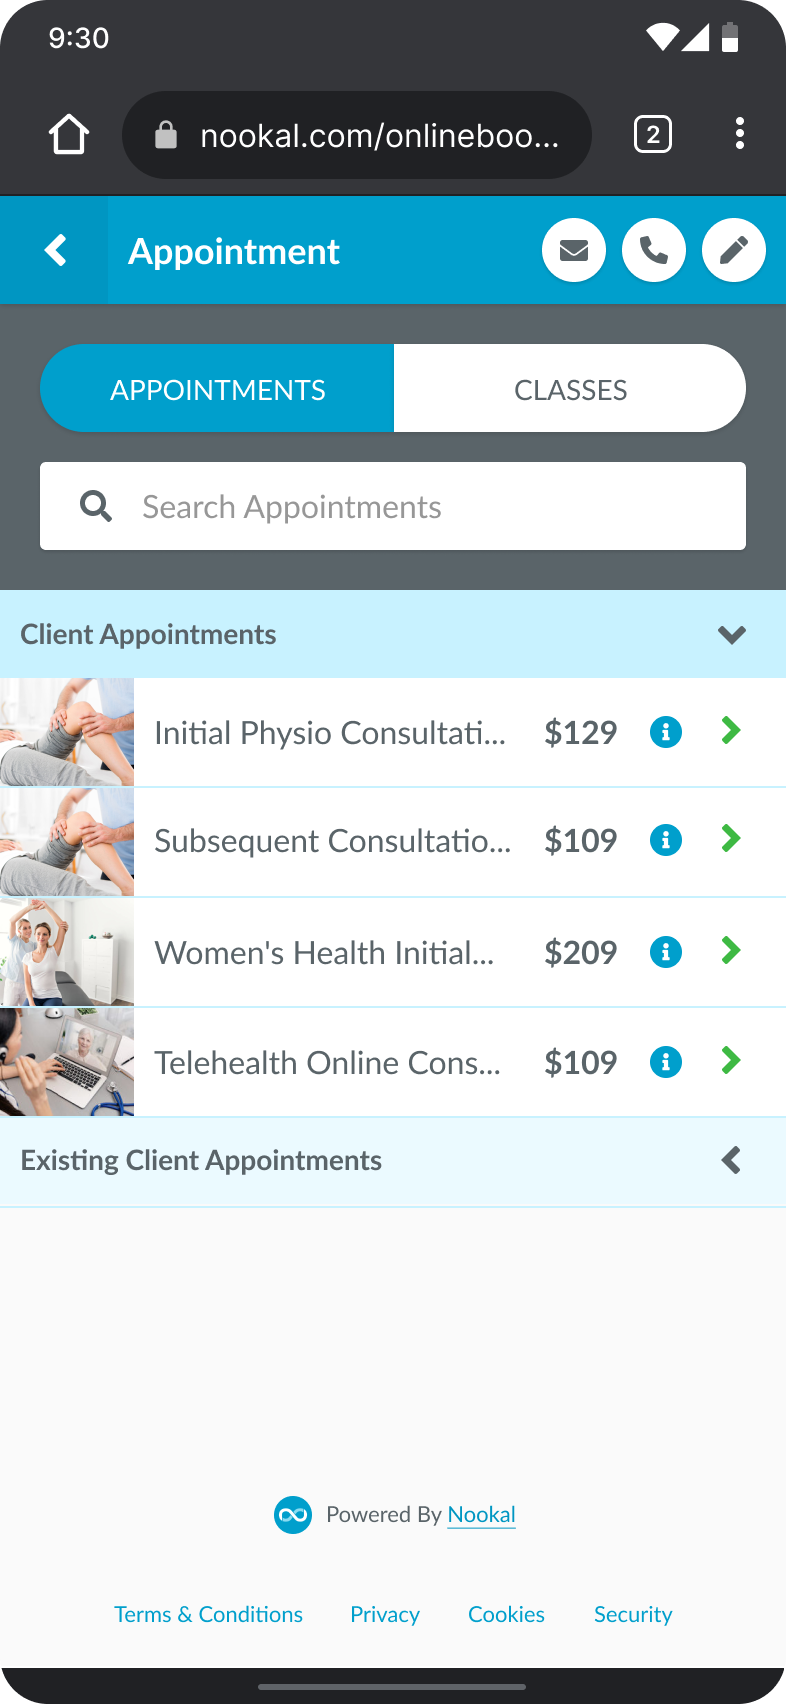 9:30
nookal.com/onlineboo...
2
Appointment
APPOINTMENTS
CLASSES
Search Appointments
Client Appointments
Initial Physio Consultati... $129
Subsequent Consultatio... $109
Women's Health Initial... $209
Telehealth Online Cons... $109
Existing Client Appointments
Powered By Nookal
Terms & Conditions Privacy Cookies Security